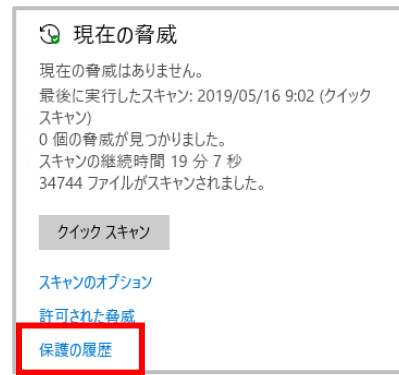 現在の脅威
現在の脅威はありません。
最後に実行したスキャン: 2019/05/16 9:02 (クイック
スキャン)
0 個の脅威が見つかりました。
スキャンの継続時間 19 分 7 秒
34744 ファイルがスキャンされました。
クイック スキャン
スキャンのオプション
許可された脅威
保護の履歴